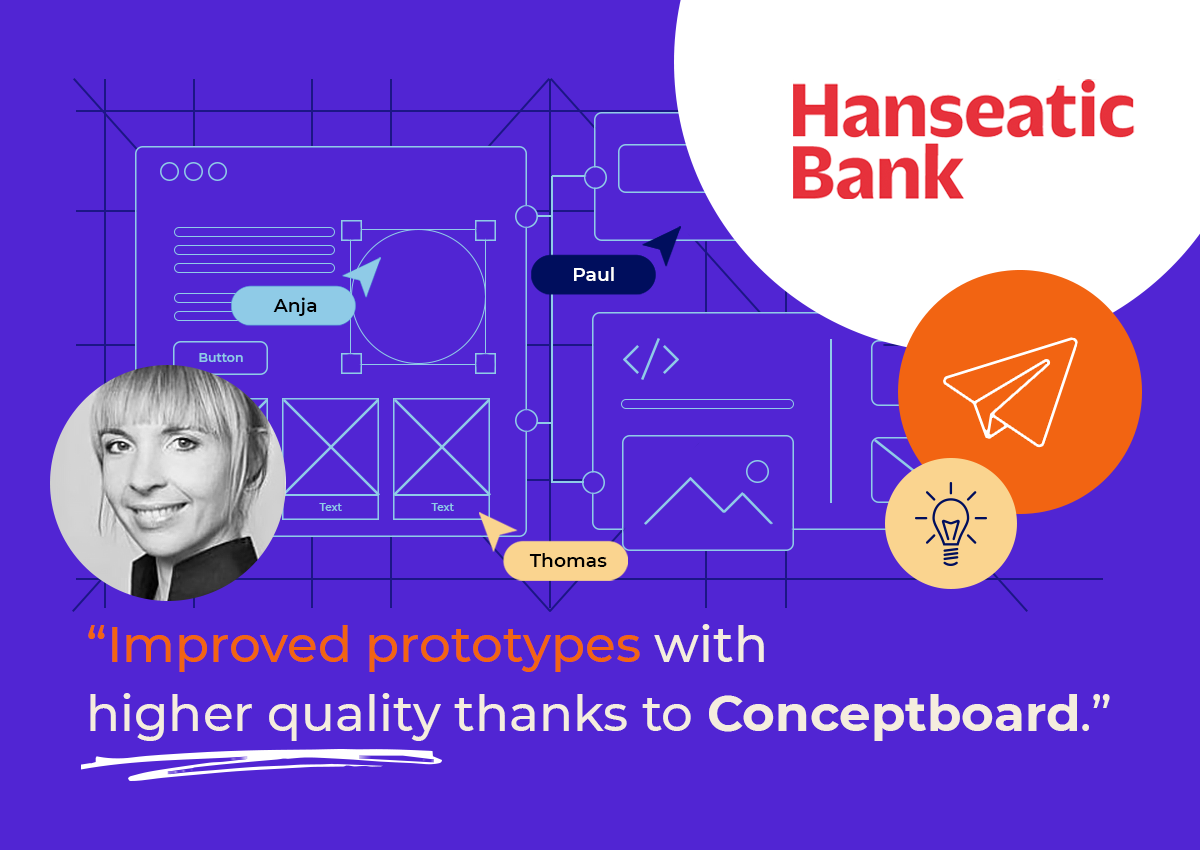 Hanseatic
Bank
Paul
Anja
Button
Text
Text
Thomas
“Improved prototypes with
higher quality thanks to Conceptboard.”